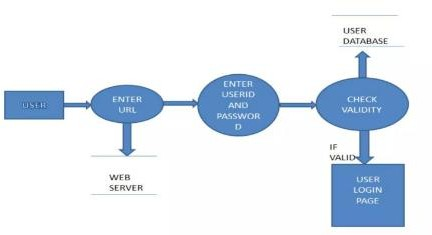 USER
DATABASE
USER
ENTER
URL
ENTER
USERID
AND
PASSWOR
D
CHECK
VALIDITY
WEB
SERVER
IF
VALID
USER
LOGIN
PAGE